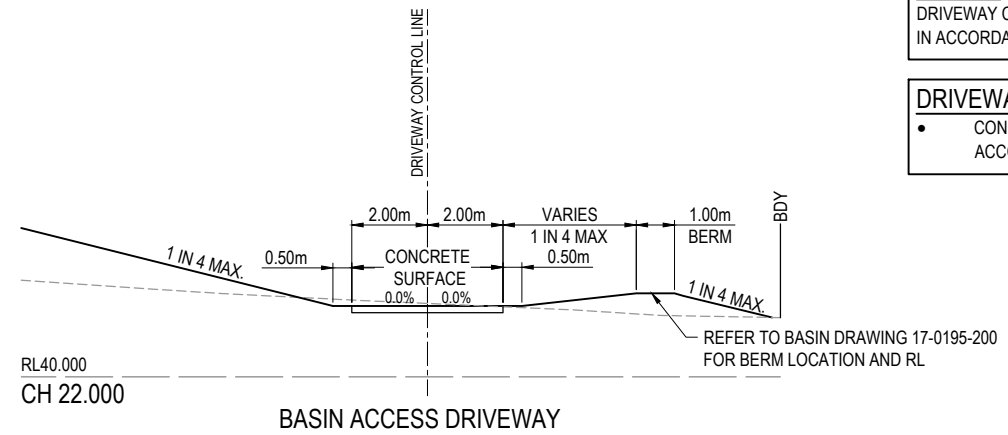 DRIVEWAY
IN
DRIVEWAY CONTROL LINE
CON
BDY
2.00m 2.00m VARIES 1.00m
1 IN 4 MAX BERM
1 IN 4 MAX. 0.50m CONCRETE 0.50m
SURFACE
0.0% 0.0%
1 IN 4 MAX.
REFER TO BASIN DRAWING 17-0195-200
FOR BERM LOCATION AND RL
RL40.000
CH 22.000
BASIN ACCESS DRIVEWAY